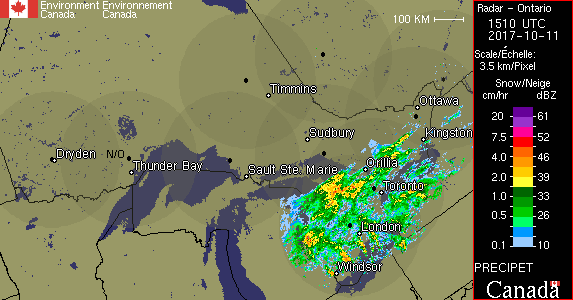 Environment Environnement
Canada Canada
100 KM
Radar - Ontario
1510 UTC
2017-10-11
Scale/Échelle:
3.5 km/Pixel
Snow/Neige
cm/hr dBZ
20 61
7.5 52
4.0 46
2.0 39
1.0 33
0.5 26
0.1 10
PRECIPET
Canada
Timmins
Ottawa
Sudbury
Kingston
Dryden
N/O
Thunder Bay
Sault Ste. Marie
Orillia
Toronto
London
Windsor